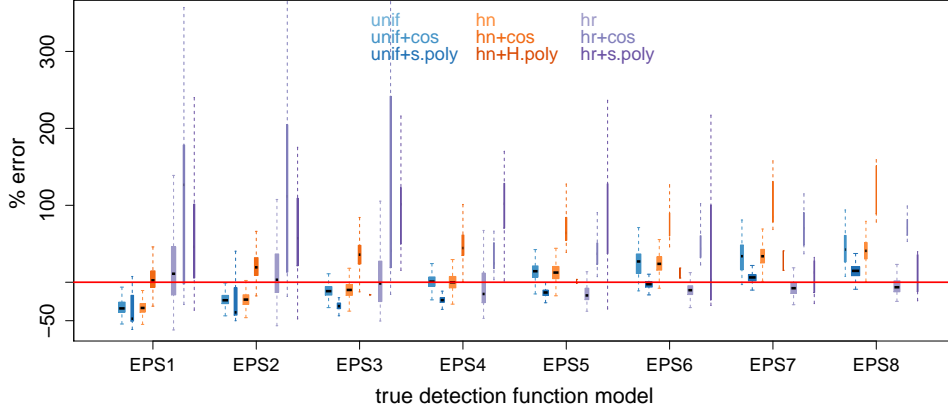 unif hn hr
unif+cos hn+cos hr+cos
unif+s.poly hn+H.poly hr+s.poly
% error
300
200
100
0
−50
EPS1 EPS2 EPS3 EPS4 EPS5 EPS6 EPS7 EPS8
true detection function model